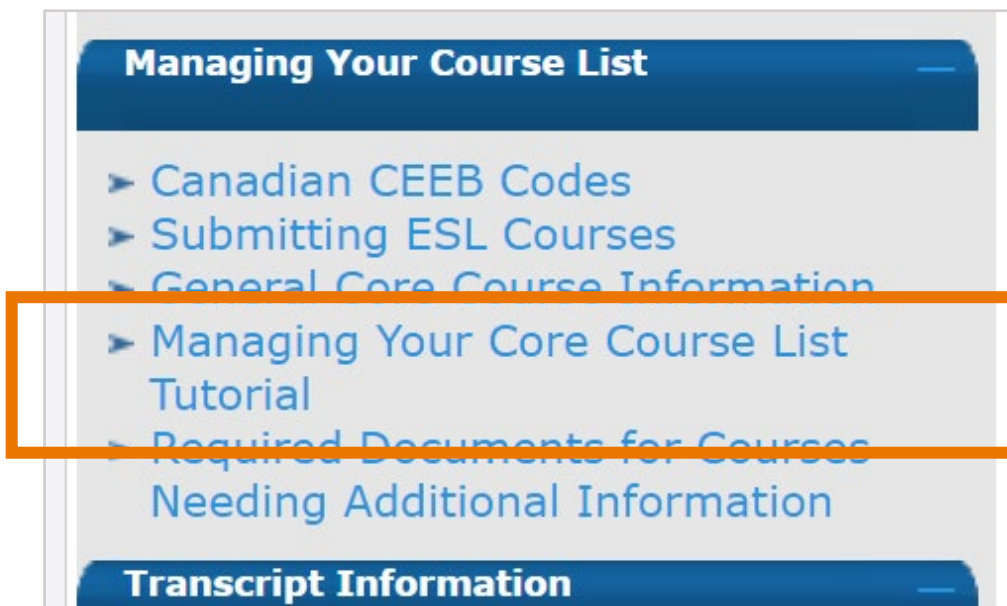 Managing Your Course List
Canadian CEEB Codes
Submitting ESL Courses
General Core Course Information
Managing Your Core Course List
Tutorial
Required Documents for Courses
Needing Additional Information
Transcript Information